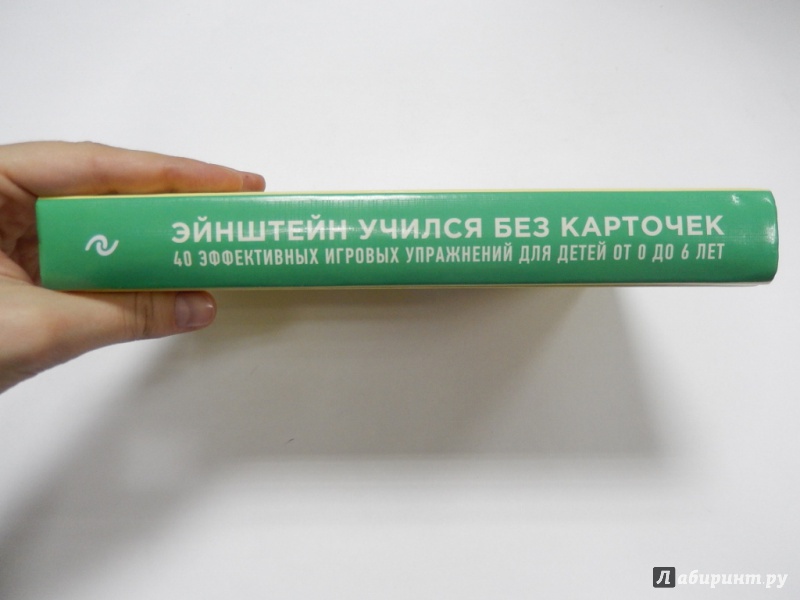 ЭЙНШТЕЙН УЧИЛСЯ БЕЗ КАРТОЧЕК
40 ЭФФЕКТИВНЫХ ИГРОВЫХ УПРАЖНЕНИЙ ДЛЯ ДЕТЕЙ ОТ 0 ДО 6 ЛЕТ
Лабиринт.ру